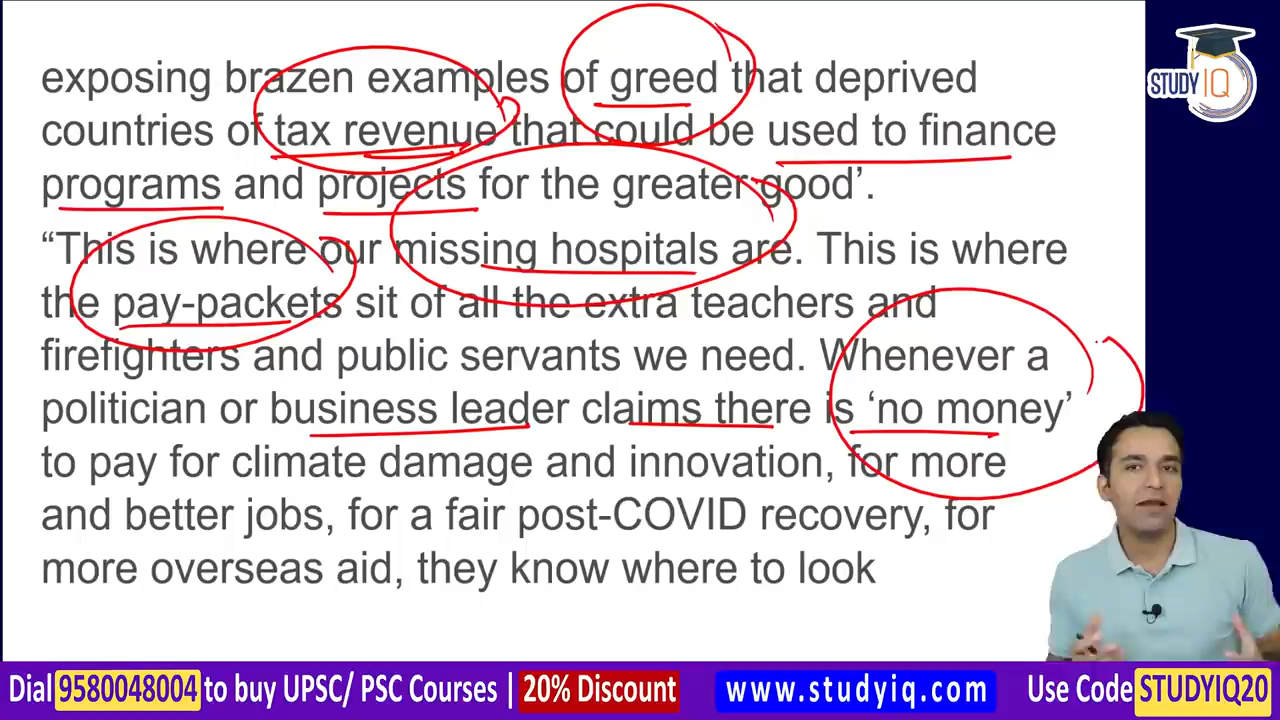 exposing brazen examples of greed that deprived
countries of tax revenue that could be used to finance
programs and projects for the greater good’.
“This is where our missing hospitals are. This is where
the pay-packets sit of all the extra teachers and
firefighters and public servants we need. Whenever a
politician or business leader claims there is ‘no money’
to pay for climate damage and innovation, for more
and better jobs, for a fair post-COVID recovery, for
more overseas aid, they know where to look
STUDY IQ
Dial 9580048004 to buy UPSC/ PSC Courses | 20% Discount www.studyiq.com Use Code STUDYIQ20